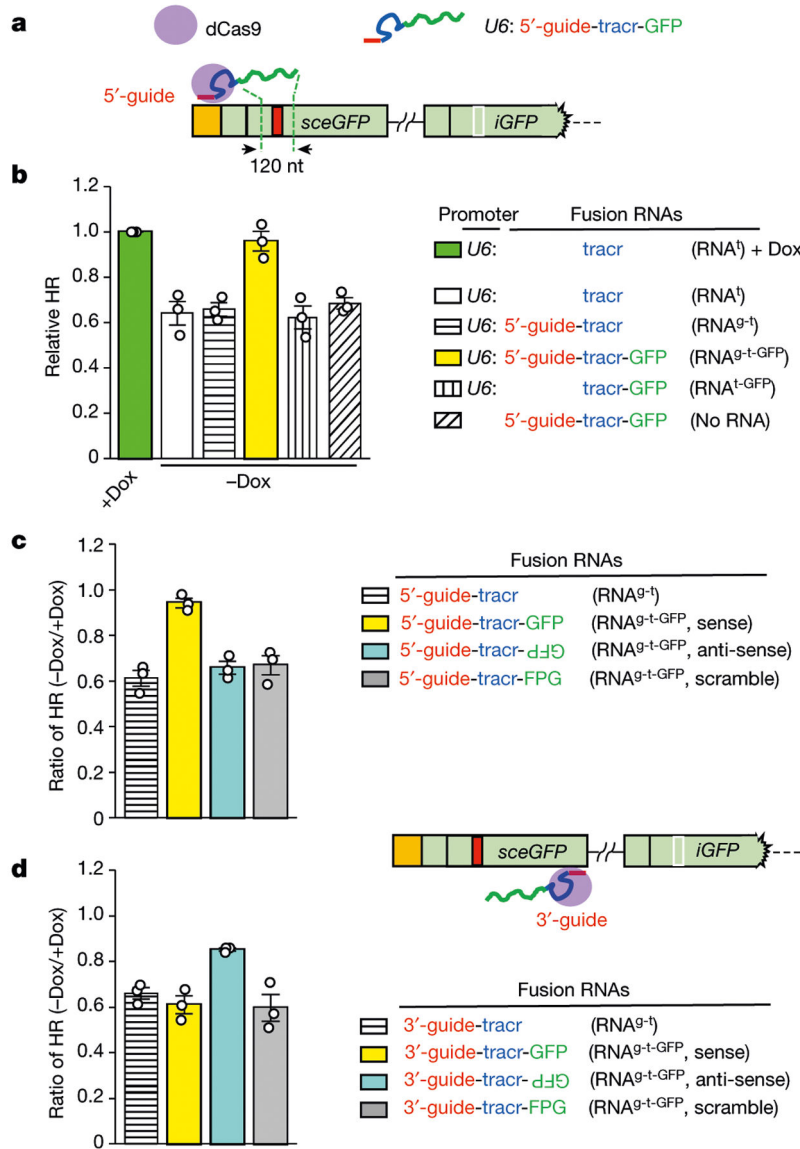 a
dCas9
U6: 5′-guide-tracr-GFP
5′-guide
sceGFP
iGFP
120 nt
b
Relative HR
1.2
1.0
0.8
0.6
0.4
0.2
0
+Dox
–Dox
Promoter Fusion RNAs
U6: tracr (RNAt) + Dox
U6: tracr (RNAt)
U6: 5′-guide-tracr (RNAg-t)
U6: 5′-guide-tracr-GFP (RNAg-t-GFP)
U6: tracr-GFP (RNAt-GFP)
5′-guide-tracr-GFP (No RNA)
c
Ratio of HR (–Dox/+Dox)
1.2
1.0
0.8
0.6
0.4
0.2
0
Fusion RNAs
5′-guide-tracr (RNAg-t)
5′-guide-tracr-GFP (RNAg-t-GFP, sense)
5′-guide-tracr-GFP (RNAg-t-GFP, anti-sense)
5′-guide-tracr-FPG (RNAg-t-GFP, scramble)
sceGFP
iGFP
3′-guide
d
Ratio of HR (–Dox/+Dox)
1.2
1.0
0.8
0.6
0.4
0.2
0
Fusion RNAs
3′-guide-tracr (RNAg-t)
3′-guide-tracr-GFP (RNAg-t-GFP, sense)
3′-guide-tracr-GFP (RNAg-t-GFP, anti-sense)
3′-guide-tracr-FPG (RNAg-t-GFP, scramble)